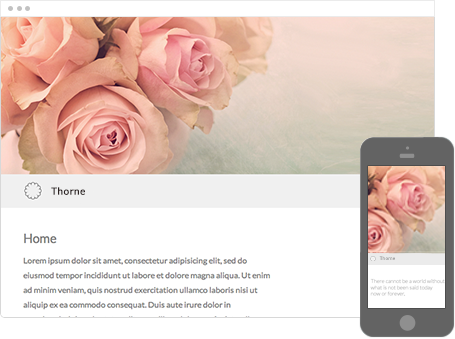 Thorne
Home
Lorem ipsum dolor sit amet, consectetur adipisicing elit, sed do
eiusmod tempor incididunt ut labore et dolore magna aliqua. Ut enim
ad minim veniam, quis nostrud exercitation ullamco laboris nisi ut
aliquip ex ea commodo consequat. Duis aute irure dolor in
Thorne
There cannot be a world without
what is not been said today
now or forever.